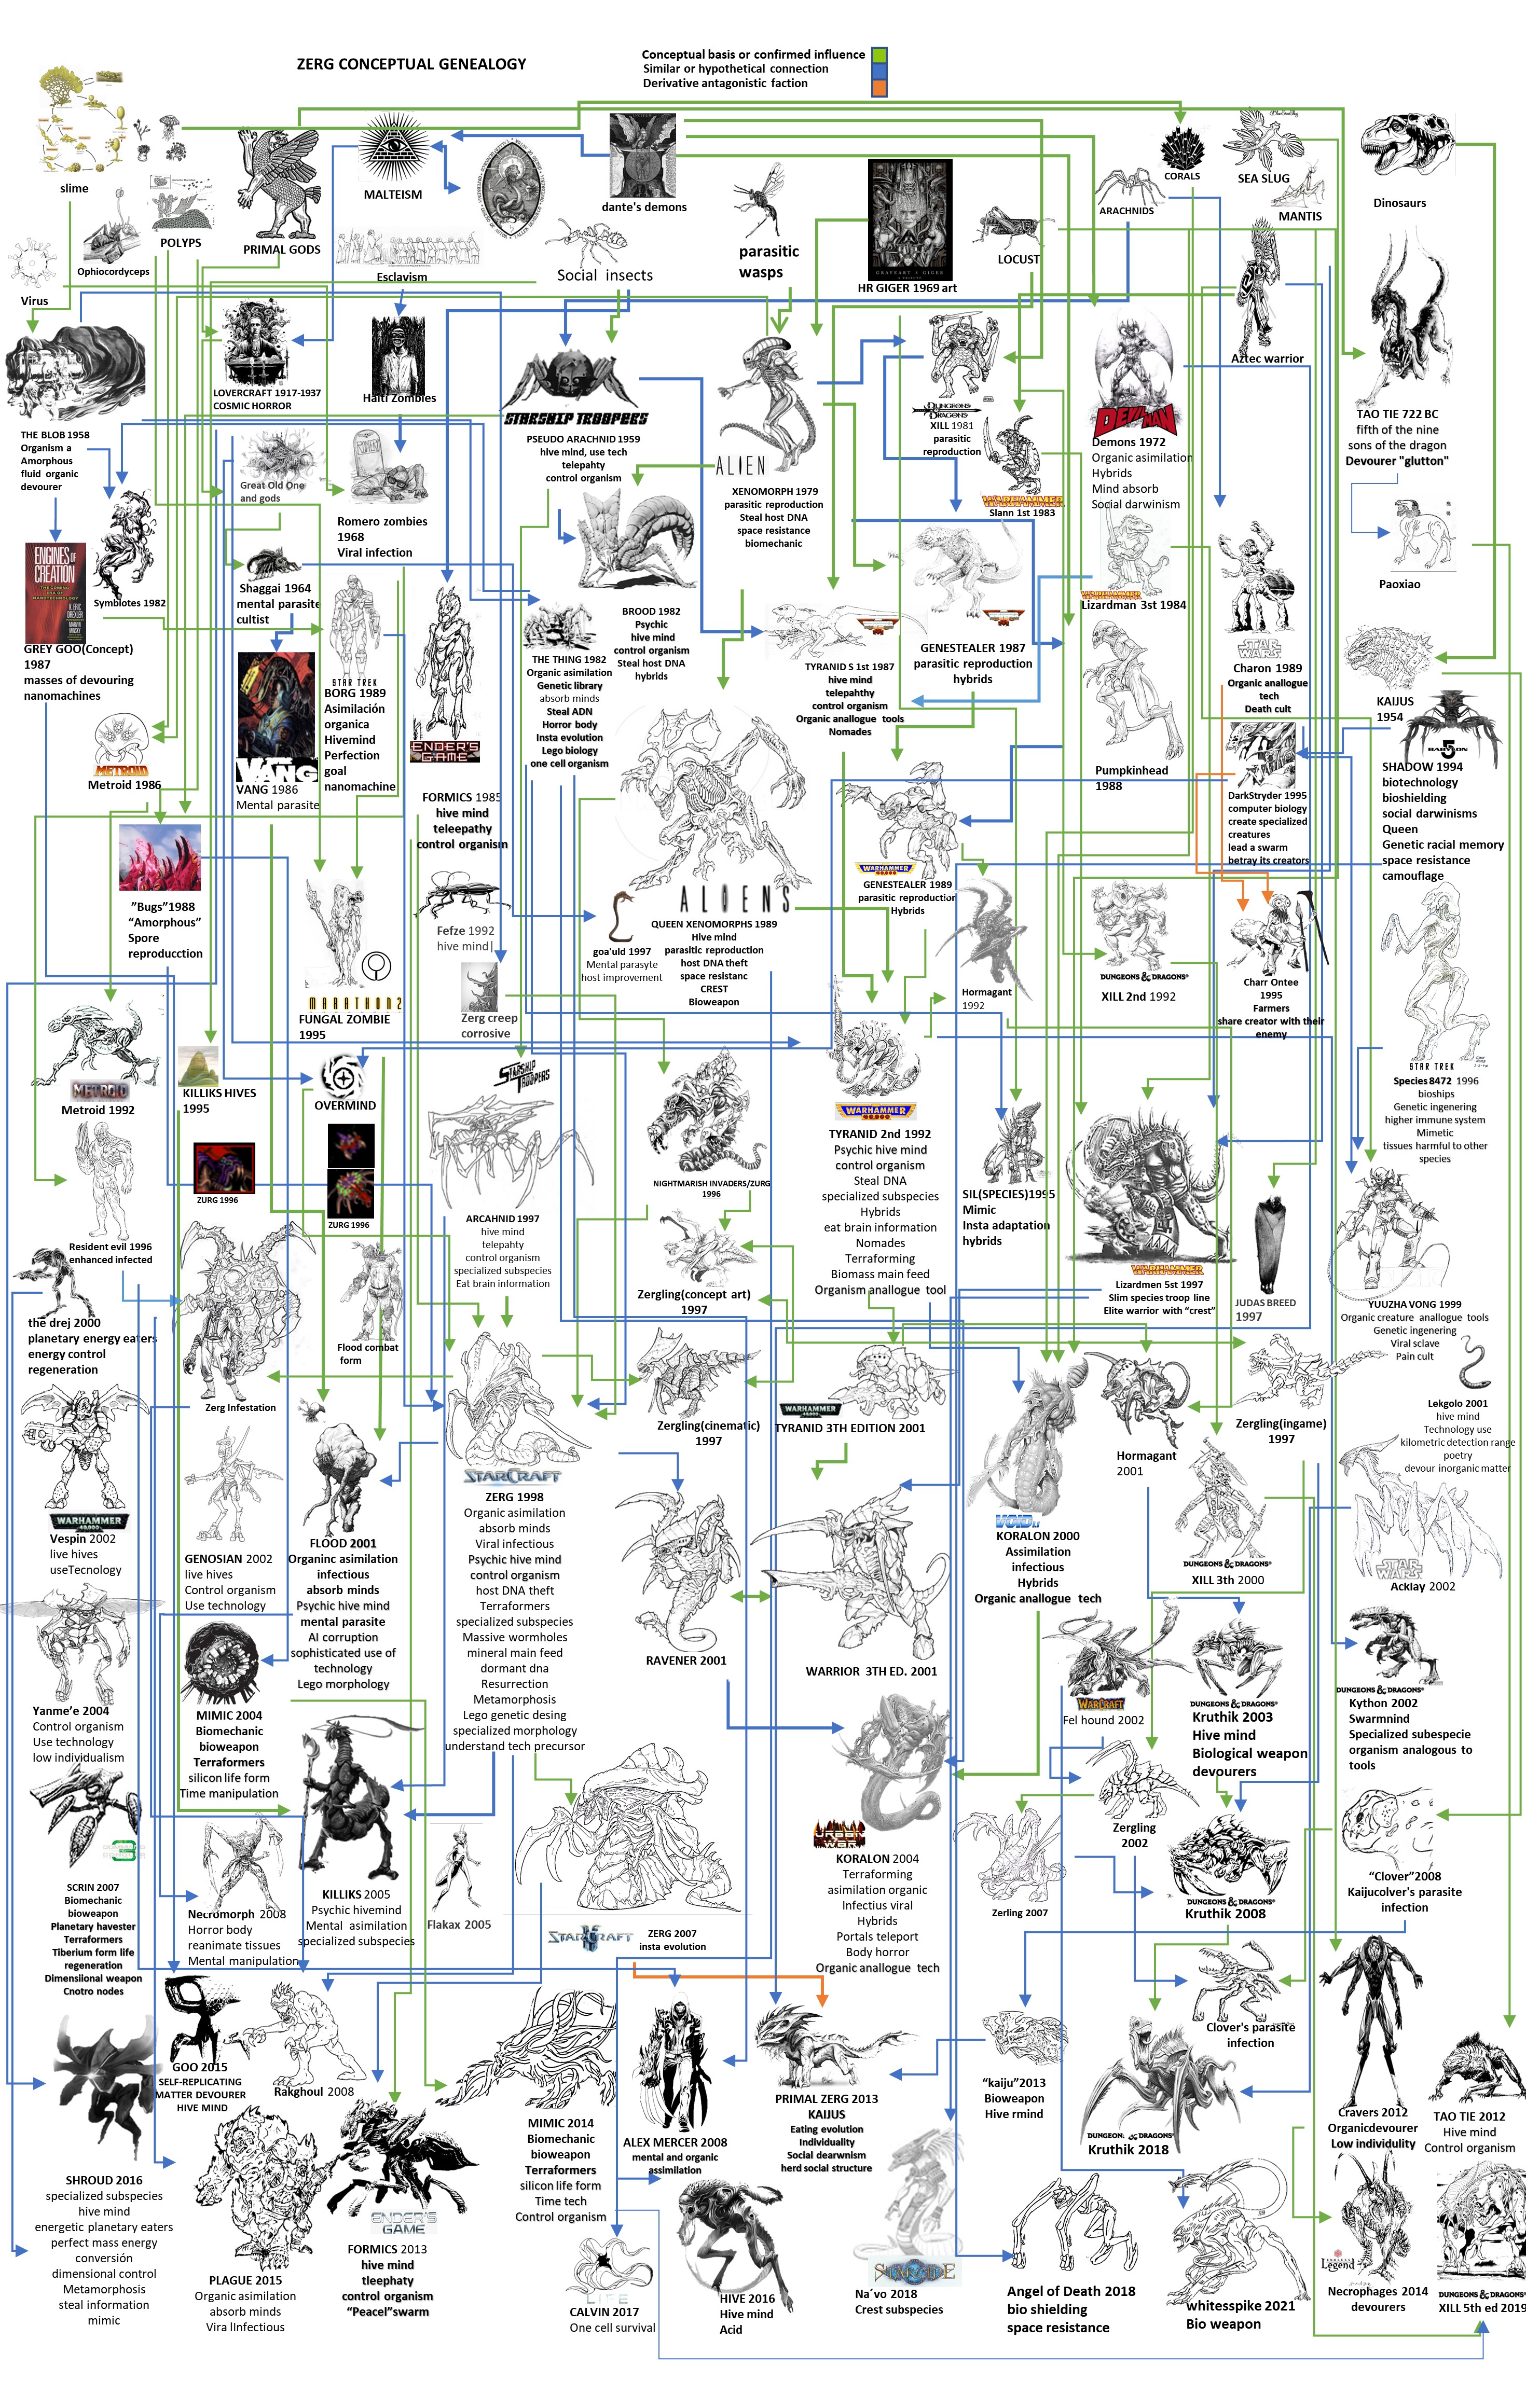 ZERG CONCEPTUAL GENEALOGY
Conceptual basis or confirmed influence
Similar or hypothetical connection
Derivative antagonistic faction
slime
Ophiocordyceps
POLYPS
PRIMAL GODS
MALTEISM
Esclavism
dante's demons
Social insects
parasitic
wasps
GRAVEART & GIGER
HR GIGER 1969 art
LOCUST
ARACHNIDS
CORALS
SEA SLUG
MANTIS
Dinosaurs
Virus
LOVERCRAFT 1917-1937
COSMIC HORROR
Haiti Zombies
STARSHIP TROOPERS
PSEUDO ARACHNID 1959
hive mind, use tech
telepahty
control organism
ALIEN
XENOMORPH 1979
parasitic reproduction
Steal host DNA
space resistance
biomechanic
DUNGEONS & DRAGONS
XILL 1981
parasitic
reproduction
WARHAMMER
Slann 1st 1983
DEVILMAN
Demons 1972
Organic asimilation
Hybrids
Mind absorb
Social darwinism
Aztec warrior
TAO TIE 722 BC
fifth of the nine
sons of the dragon
Devourer "glutton"
Paoxiao
THE BLOB 1958
Organism a
Amorphous
fluid organic
devourer
Great Old One
and gods
Romero zombies
1968
Viral infection
ENGINES OF
CREATION
K. ERIC
DREXLER
Symbiotes 1982
GREY GOO(Concept)
1987
masses of devouring
nanomachines
Shaggai 1964
mental parasite
cultist
STAR TREK
BORG 1989
Asimilación
organica
Hivemind
Perfection
goal
nanomachine
ENDER'S
GAME
FORMICS 1985
hive mind
teleepathy
control organism
THE THING 1982
Organic asimilation
Genetic library
absorb minds
Steal ADN
Horror body
Insta evolution
Lego biology
one cell organism
BROOD 1982
Psychic
hive mind
control organism
Steal host DNA
hybrids
TYRANID S 1st 1987
hive mind
telepahthy
control organism
Organic anallogue tools
Nomades
GENESTEALER 1987
parasitic reproduction
hybrids
WARHAMMER
Lizardman 3st 1984
Pumpkinhead
1988
STAR WARS
Charon 1989
Organic anallogue
tech
Death cult
KAIJUS
1954
BABYLON 5
SHADOW 1994
biotechnology
bioshielding
social darwinisms
Queen
Genetic racial memory
space resistance
camouflage
DarkStryder 1995
computer biology
create specialized
creatures
lead a swarm
betray its creators
METROID
Metroid 1986
VANG
VANG 1986
Mental parasite
"Bugs"1988
"Amorphous"
Spore
reproducction
MARATHON 2
FUNGAL ZOMBIE
1995
Fefze 1992
hive mind|
Zerg creep
corrosive
goa'uld 1997
Mental parasyte
host improvement
ALIENS
QUEEN XENOMORPHS 1989
Hive mind
parasitic reproduction
host DNA theft
space resistanc
CREST
Bioweapon
WARHAMMER
40,000
GENESTEALER 1989
parasitic reproduction
Hybrids
Hormagant
1992
DUNGEONS & DRAGONS
XILL 2nd 1992
Charr Ontee
1995
Farmers
share creator with their
enemy
STAR TREK
Species 8472 1996
bioships
Genetic ingenering
higher immune system
Mimetic
tissues harmful to other
species
METROID
Metroid 1992
KILLIKS HIVES
1995
OVERMIND
ZURG 1996
ZURG 1996
STARSHIP
TROOPERS
ARCAHNID 1997
hive mind
telepahty
control organism
specialized subspecies
Eat brain information
NIGHTMARISH INVADERS/ZURG
1996
WARHAMMER
40,000
TYRANID 2nd 1992
Psychic hive mind
control organism
Steal DNA
specialized subspecies
Hybrids
eat brain information
Nomades
Terraforming
Biomass main feed
Organism anallogue tool
SIL(SPECIES)1995
Mimic
Insta adaptation
hybrids
WARHAMMER
Lizardmen 5st 1997
Slim species troop line
Elite warrior with "crest"
JUDAS BREED
1997
YUUZHA VONG 1999
Organic creature anallogue tools
Genetic ingenering
Viral sclave
Pain cult
Resident evil 1996
enhanced infected
the drej 2000
planetary energy eaters
energy control
regeneration
Zerg Infestation
Flood combat
form
Zergling(concept art)
1997
Zergling(cinematic)
1997
WARHAMMER
40,000
TYRANID 3TH EDITION 2001
Hormagant
2001
Zergling(ingame)
1997
Lekgolo 2001
hive mind
Technology use
kilometric detection range
poetry
devour inorganic matter
WARHAMMER
40,000
Vespin 2002
live hives
useTecnology
GENOSIAN 2002
live hives
Control organism
Use technology
FLOOD 2001
Organinc asimilation
infectious
absorb minds
Psychic hive mind
mental parasite
AI corruption
sophisticated use of
technology
Lego morphology
STARCRAFT
ZERG 1998
Organic asimilation
absorb minds
Viral infectious
Psychic hive mind
control organism
host DNA theft
Terraformers
specialized subspecies
Massive wormholes
mineral main feed
dormant dna
Resurrection
Metamorphosis
Lego genetic desing
specialized morphology
understand tech precursor
RAVENER 2001
WARRIOR 3TH ED. 2001
VOID
KORALON 2000
Assimilation
infectious
Hybrids
Organic anallogue tech
DUNGEONS & DRAGONS
XILL 3th 2000
STAR WARS
Acklay 2002
Yanme'e 2004
Control organism
Use technology
low individualism
MIMIC 2004
Biomechanic
bioweapon
Terraformers
silicon life form
Time manipulation
WARCRAFT
Fel hound 2002
DUNGEONS & DRAGONS
Kruthik 2003
Hive mind
Biological weapon
devourers
DUNGEONS & DRAGONS
Kython 2002
Swarmnind
Specialized subespecie
organism analogous to
tools
3
SCRIN 2007
Biomechanic
bioweapon
Planetary havester
Terraformers
Tiberium form life
regeneration
Dimensiional weapon
Cnotro nodes
Necromorph 2008
Horror body
reanimate tissues
Mental manipulation
KILLIKS 2005
Psychic hivemind
Mental asimilation
specialized subspecies
Flakax 2005
STARCRAFT II
ZERG 2007
insta evolution
URBAN
WAR
KORALON 2004
Terraforming
asimilation organic
Infectius viral
Hybrids
Portals teleport
Body horror
Organic anallogue tech
Zergling
2002
Zerling 2007
DUNGEONS & DRAGONS
Kruthik 2008
"Clover"2008
Kaijucolver's parasite
infection
Clover's parasite
infection
GOO 2015
SELF-REPLICATING
MATTER DEVOURER
HIVE MIND
Rakghoul 2008
MIMIC 2014
Biomechanic
bioweapon
Terraformers
silicon life form
Time tech
Control organism
ALEX MERCER 2008
mental and organic
assimilation
PRIMAL ZERG 2013
KAIJUS
Eating evolution
Individuality
Social dearwnism
herd social structure
"kaiju"2013
Bioweapon
Hive rmind
DUNGEONS & DRAGONS
Kruthik 2018
Cravers 2012
Organicdevourer
Low individulity
TAO TIE 2012
Hive mind
Control organism
SHROUD 2016
specialized subspecies
hive mind
energetic planetary eaters
perfect mass energy
conversión
dimensional control
Metamorphosis
steal information
mimic
PLAGUE 2015
Organic asimilation
absorb minds
Vira lInfectious
ENDER'S
GAME
FORMICS 2013
hive mind
tleephaty
control organism
"Peacel"swarm
LIFE
CALVIN 2017
One cell survival
HIVE 2016
Hive mind
Acid
STARFINDER
Na´vo 2018
Crest subspecies
Angel of Death 2018
bio shielding
space resistance
whitesspike 2021
Bio weapon
Legend
Necrophages 2014
devourers
DUNGEONS & DRAGONS
XILL 5th ed 2019